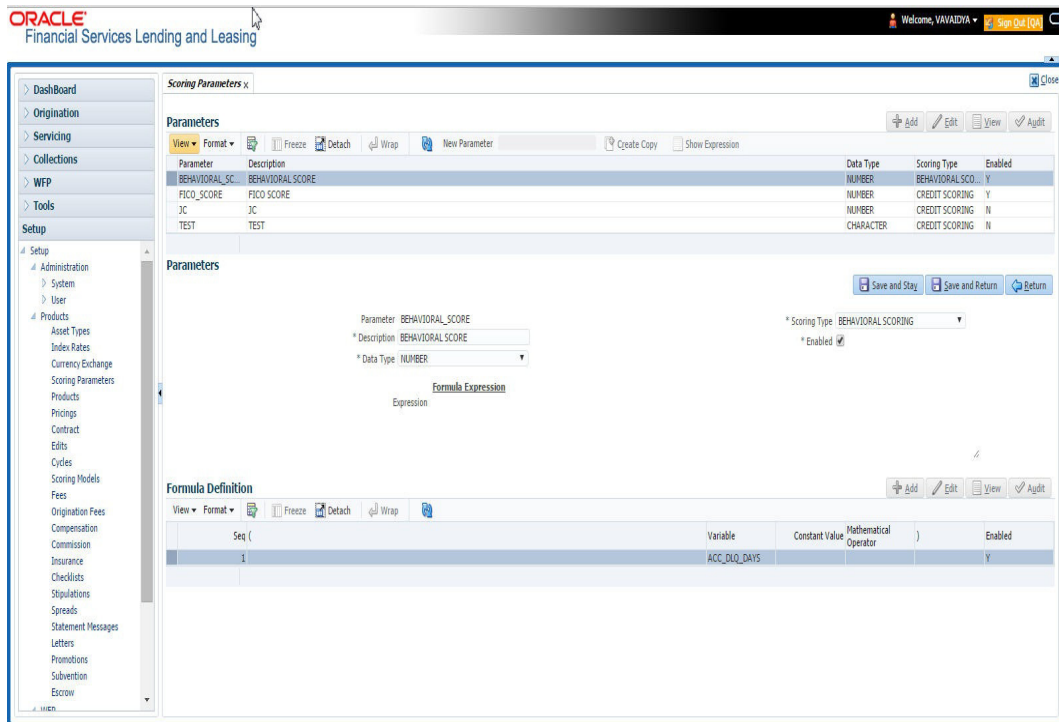 ORACLE'
Financial Services Lending and Leasing
Welcome, VAVAIDYA
Sign Out [QA]
DashBoard
Origination
Servicing
Collections
WFP
Tools
Setup
Setup
Administration
System
User
Products
Asset Types
Index Rates
Currency Exchange
Scoring Parameters
Products
Pricings
Contract
Edits
Cycles
Scoring Models
Fees
Origination Fees
Compensation
Commission
Insurance
Checklists
Stipulations
Spreads
Statement Messages
Letters
Promotions
Subvention
Escrow
WFP
Scoring Parameters x
Close
Parameters
Add Edit View Audit
View Format Freeze Detach Wrap New Parameter Create Copy Show Expression
Parameter Description Data Type Scoring Type Enabled
BEHAVIORAL_SC... BEHAVIORAL SCORE NUMBER BEHAVIORAL SCO... Y
FICO_SCORE FICO SCORE NUMBER CREDIT SCORING Y
JC JC NUMBER CREDIT SCORING N
TEST TEST CHARACTER CREDIT SCORING N
Parameters
Save and Stay Save and Return Return
Parameter BEHAVIORAL_SCORE
* Description BEHAVIORAL SCORE
* Data Type NUMBER
* Scoring Type BEHAVIORAL SCORING
* Enabled
Formula Expression
Expression
Formula Definition
Add Edit View Audit
View Format Freeze Detach Wrap
Seq ( Variable Constant Value Mathematical Operator ) Enabled
1 ACC_DLQ_DAYS Y